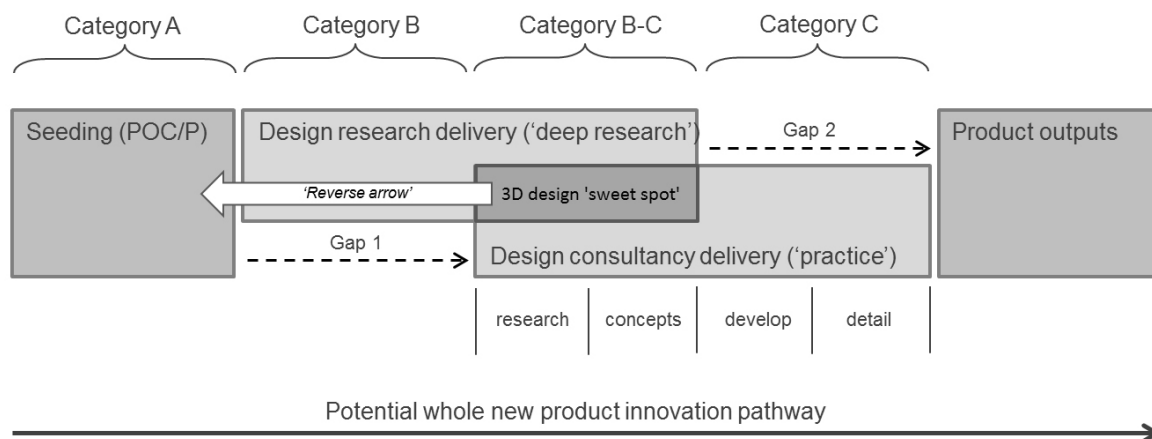 Category A
Category B
Category B-C
Category C
Seeding (POC/P)
Design research delivery (‘deep research’)
Gap 2
Product outputs
‘Reverse arrow’
3D design 'sweet spot'
Gap 1
Design consultancy delivery (‘practice’)
research
concepts
develop
detail
Potential whole new product innovation pathway